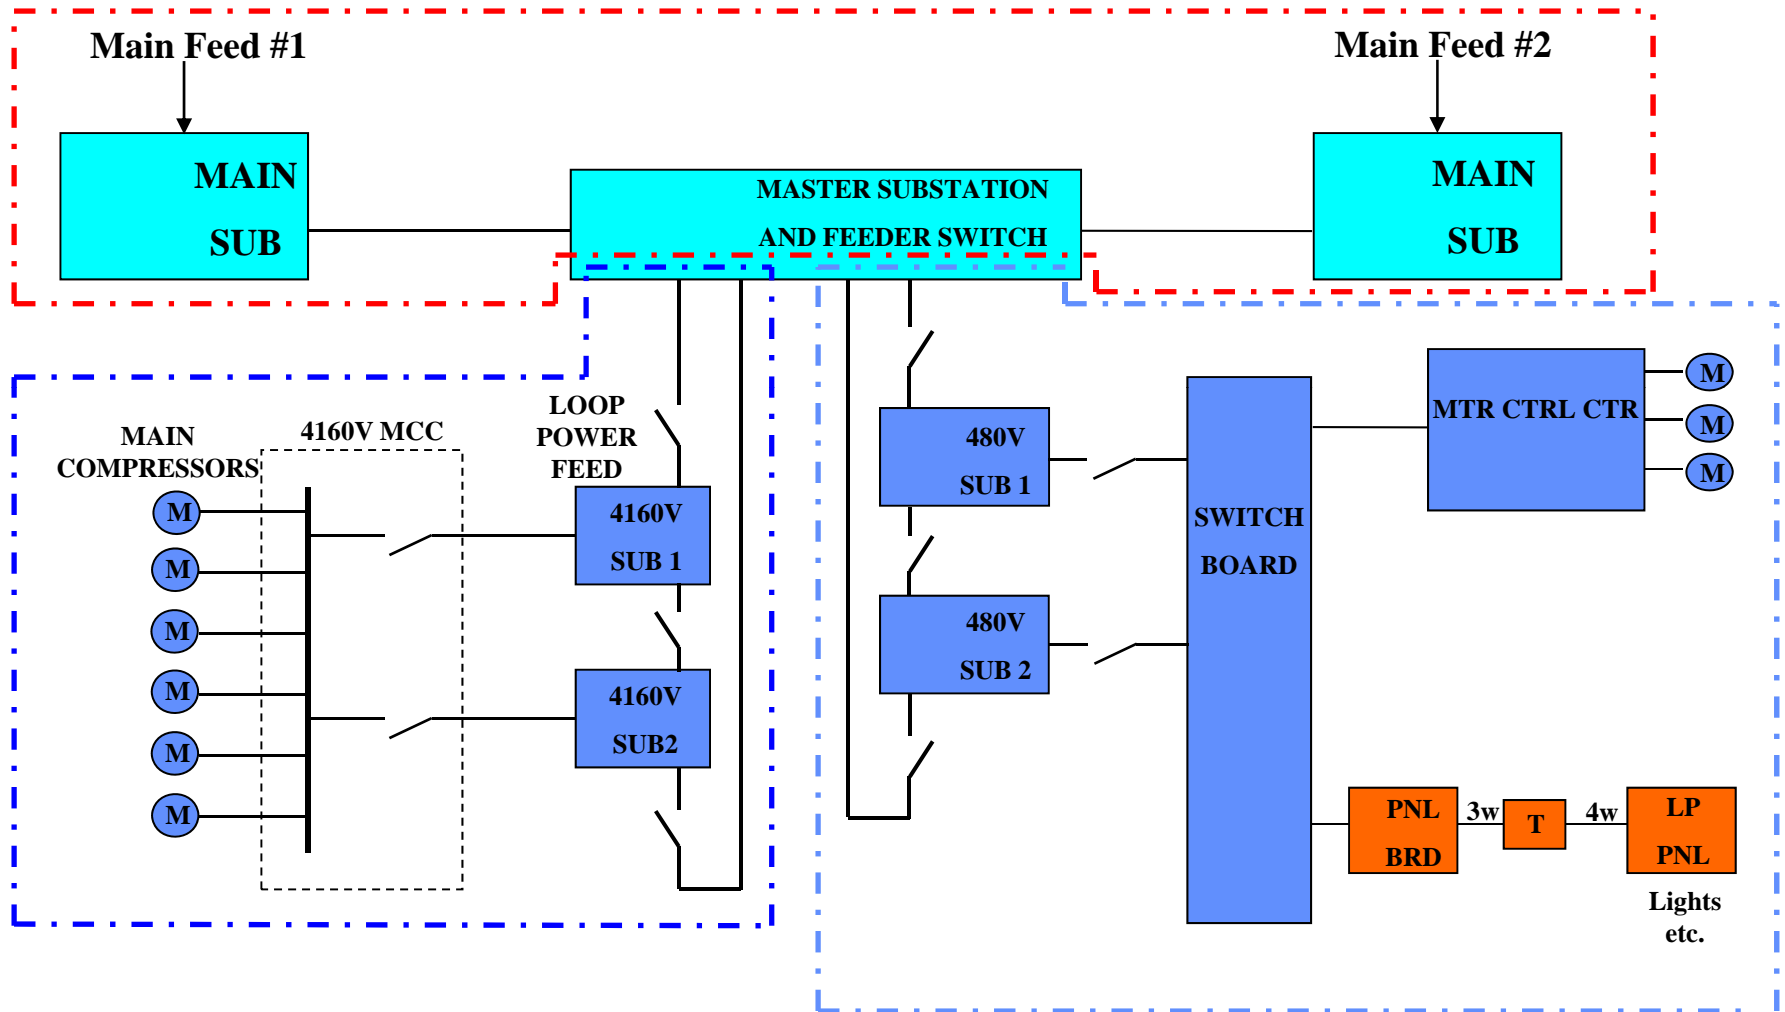 Main Feed #1
Main Feed #2
MAIN
SUB
MASTER SUBSTATION
AND FEEDER SWITCH
MAIN
SUB
LOOP
POWER
FEED
4160V MCC
MAIN
COMPRESSORS
M
M
M
M
M
M
4160V
SUB 1
4160V
SUB2
480V
SUB 1
480V
SUB 2
SWITCH
BOARD
MTR CTRL CTR
M
M
M
PNL
BRD
3w
T
4w
LP
PNL
Lights
etc.